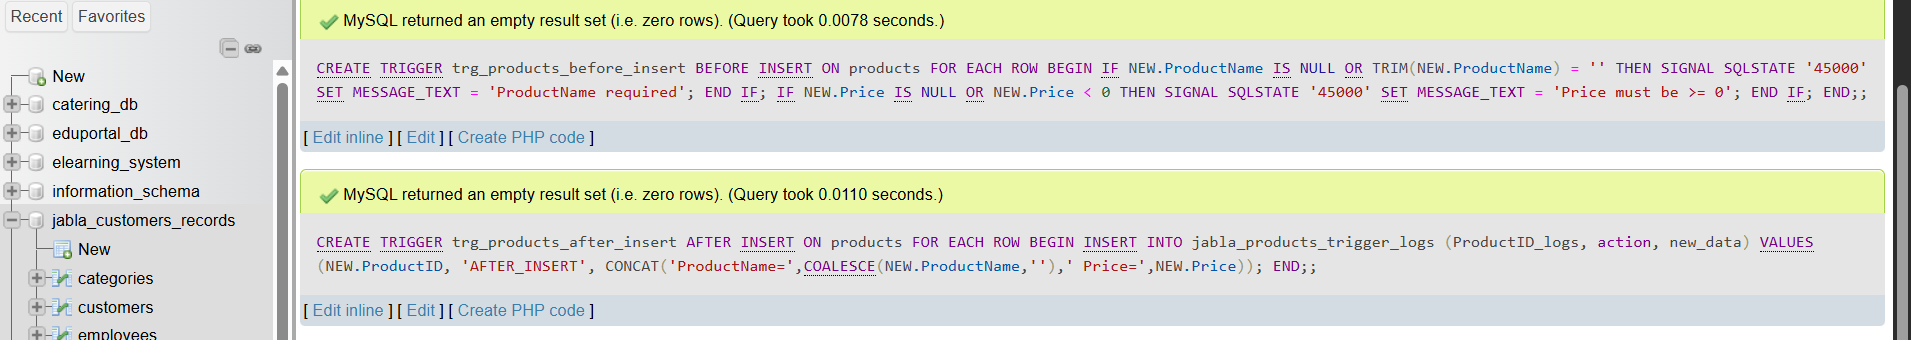 Recent Favorites
New
catering_db
eduportal_db
elearning_system
information_schema
jabla_customers_records
New
categories
customers
employees
MySQL returned an empty result set (i.e. zero rows). (Query took 0.0078 seconds.)
CREATE TRIGGER trg_products_before_insert BEFORE INSERT ON products FOR EACH ROW BEGIN IF NEW.ProductName IS NULL OR TRIM(NEW.ProductName) = '' THEN SIGNAL SQLSTATE '45000'
SET MESSAGE_TEXT = 'ProductName required'; END IF; IF NEW.Price IS NULL OR NEW.Price < 0 THEN SIGNAL SQLSTATE '45000' SET MESSAGE_TEXT = 'Price must be >= 0'; END IF; END;;
[ Edit inline ] [ Edit ] [ Create PHP code ]
MySQL returned an empty result set (i.e. zero rows). (Query took 0.0110 seconds.)
CREATE TRIGGER trg_products_after_insert AFTER INSERT ON products FOR EACH ROW BEGIN INSERT INTO jabla_products_trigger_logs (ProductID_logs, action, new_data) VALUES
(NEW.ProductID, 'AFTER_INSERT', CONCAT('ProductName=',COALESCE(NEW.ProductName,''),' Price=',NEW.Price)); END;;
[ Edit inline ] [ Edit ] [ Create PHP code ]